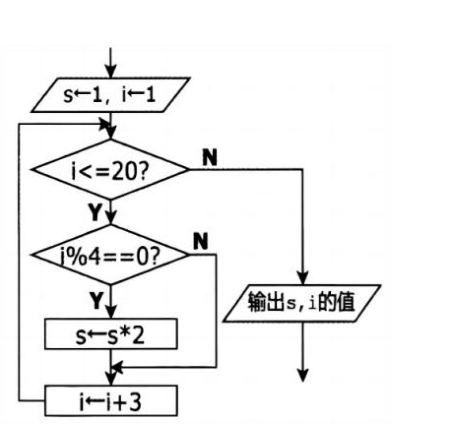 s←1, i←1
i<=20?
N
Y
i%4==0?
N
Y
输出s,i的值
s←s*2
i←i+3